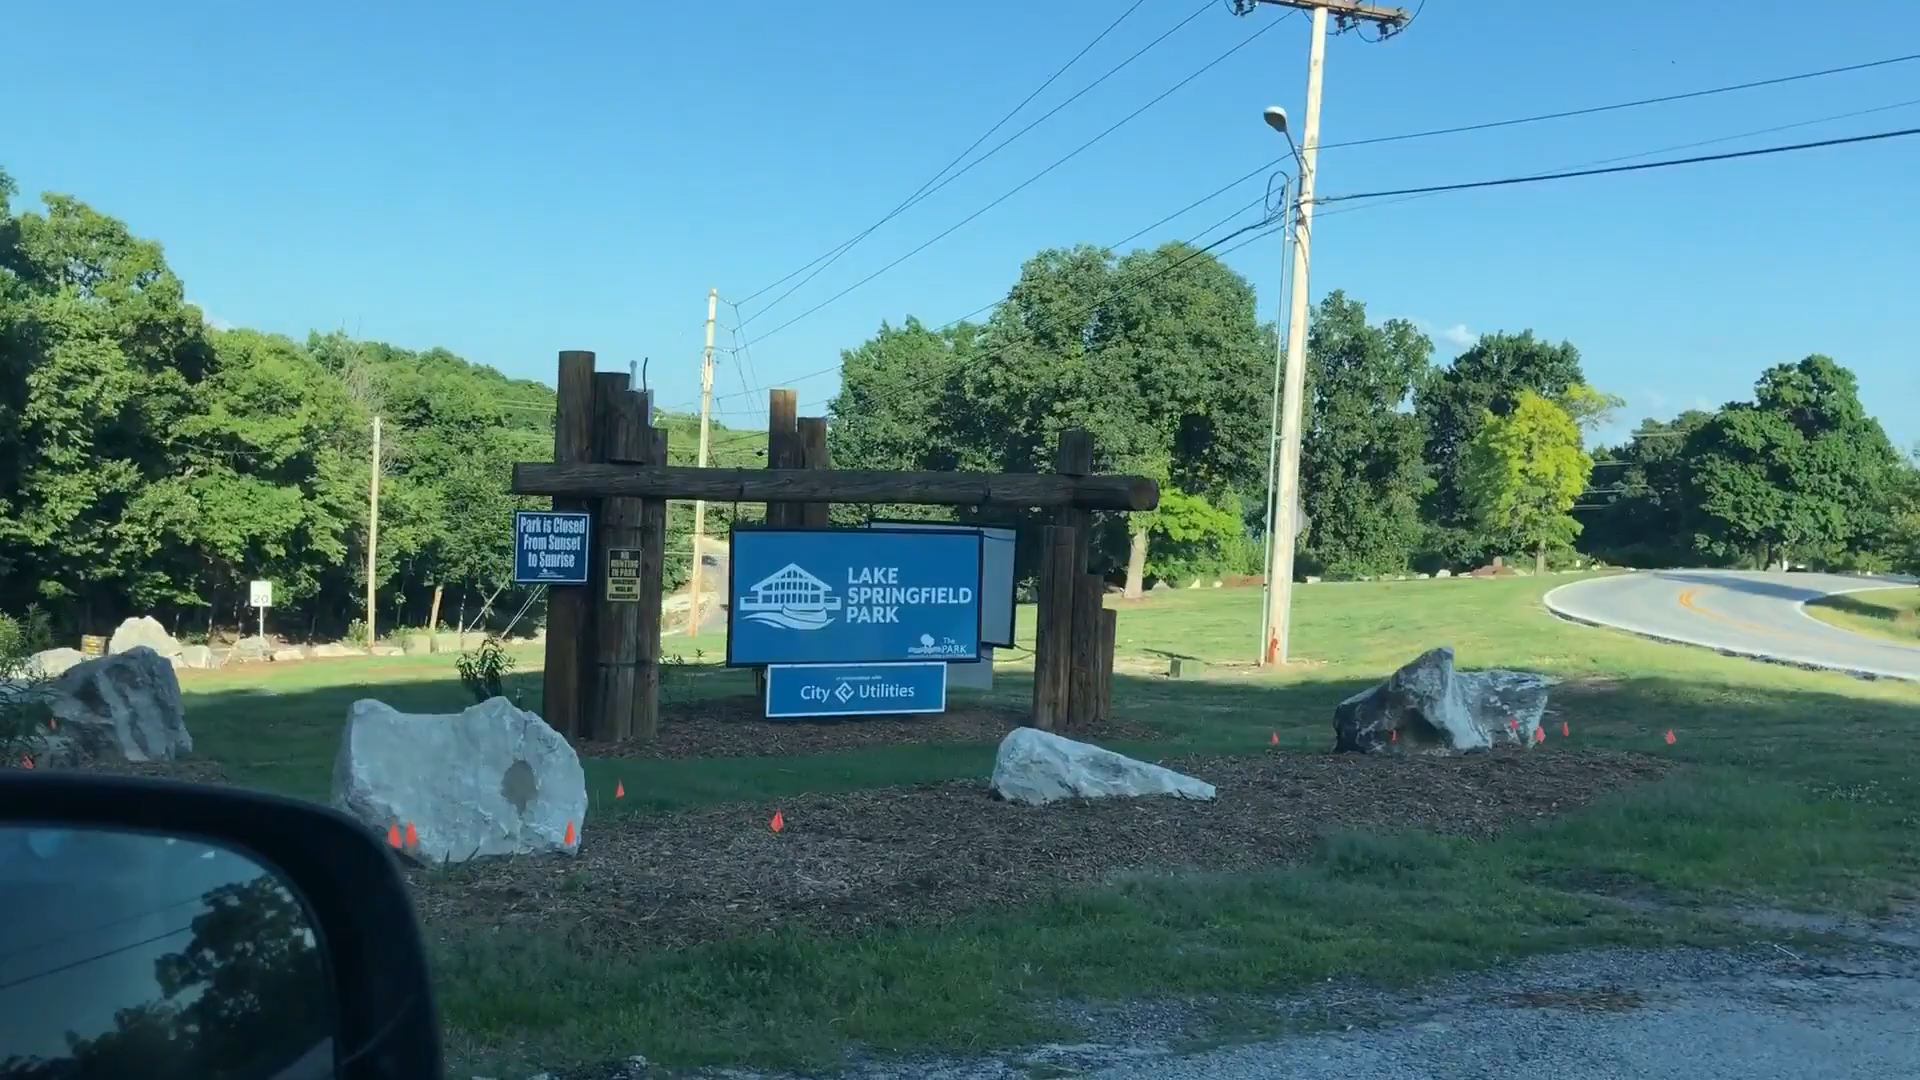 Park is Closed
From Sunset
to Sunrise
NO
HUNTING
IN PARK
20
LAKE
SPRINGFIELD
PARK
The
PARK
City Utilities